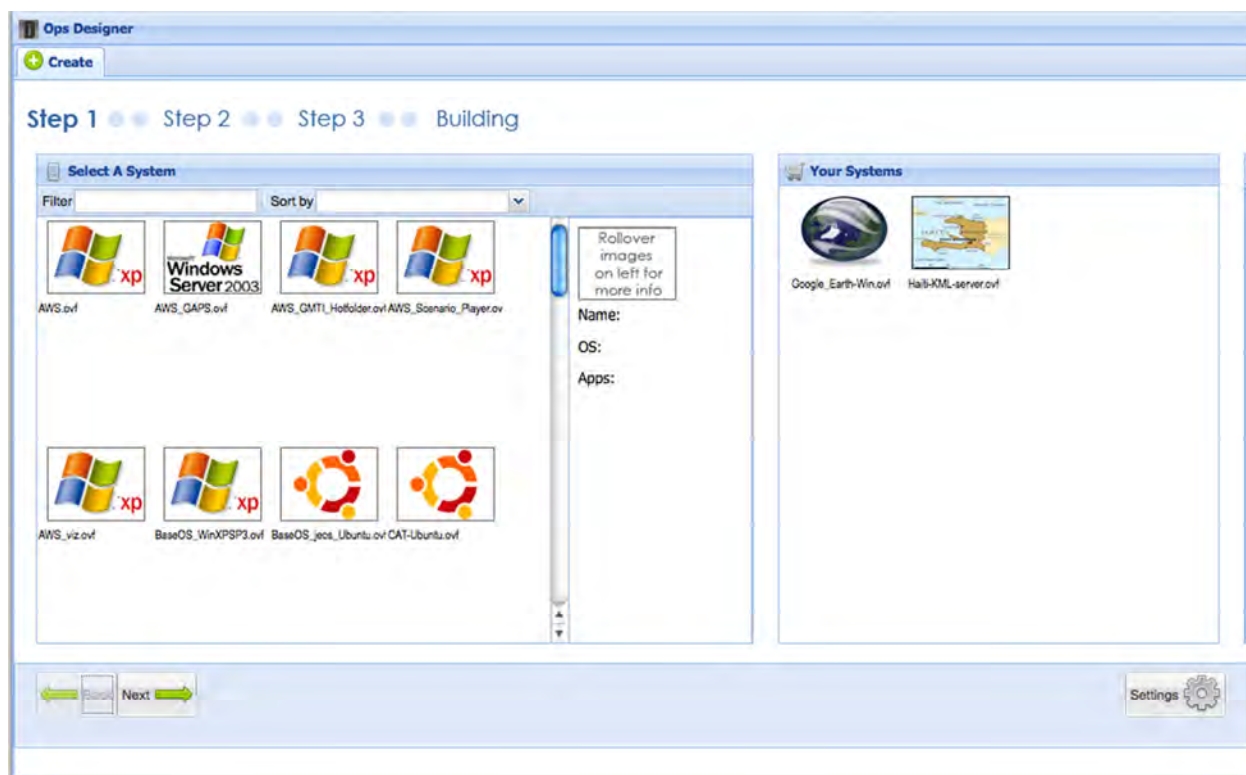 Ops Designer
Create
Step 1 Step 2 Step 3 Building
Select A System
Filter Sort by
xp
Microsoft
Windows
Server 2003
xp
xp
AWS.ovf AWS_GAPS.ovf AWS_GMTI_Hotfolder.ovf AWS_Scenario_Player.ov
xp
xp
AWS_viz.ovf BaseOS_WinXPSP3.ovf BaseOS_jeos_Ubuntu.ovf CAT-Ubuntu.ovf
Rollover
images
on left for
more info
Name:
OS:
Apps:
Your Systems
Google_Earth-Win.ovf Haiti-KML-server.ovf
Back Next
Settings